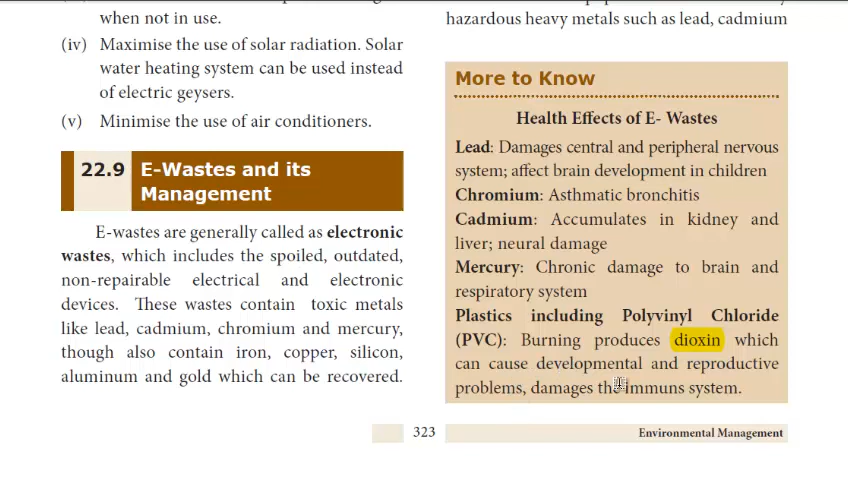 when not in use.
(iv) Maximise the use of solar radiation. Solar
water heating system can be used instead
of electric geysers.
(v) Minimise the use of air conditioners.
22.9 E-Wastes and its
Management
E-wastes are generally called as electronic
wastes, which includes the spoiled, outdated,
non-repairable electrical and electronic
devices. These wastes contain toxic metals
like lead, cadmium, chromium and mercury,
though also contain iron, copper, silicon,
aluminum and gold which can be recovered.
hazardous heavy metals such as lead, cadmium
More to Know
Health Effects of E- Wastes
Lead: Damages central and peripheral nervous
system; affect brain development in children
Chromium: Asthmatic bronchitis
Cadmium: Accumulates in kidney and
liver; neural damage
Mercury: Chronic damage to brain and
respiratory system
Plastics including Polyvinyl Chloride
(PVC): Burning produces dioxin which
can cause developmental and reproductive
problems, damages the immuns system.
323
Environmental Management